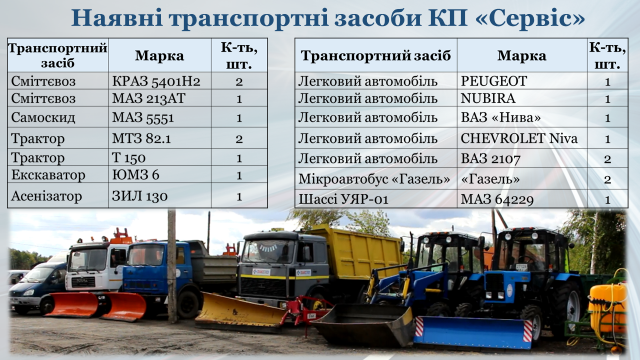 Наявні транспортні засоби КП «Сервіс»
Транспортний засіб Марка К-ть, шт.
Сміттєвоз КРАЗ 5401Н2 2
Сміттєвоз МАЗ 213АТ 1
Самоскид МАЗ 5551 1
Трактор МТЗ 82.1 2
Трактор Т 150 1
Екскаватор ЮМЗ 6 1
Асенізатор ЗИЛ 130 1
Транспортний засіб Марка К-ть, шт.
Легковий автомобіль PEUGEOT 1
Легковий автомобіль NUBIRA 1
Легковий автомобіль ВАЗ «Нива» 1
Легковий автомобіль CHEVROLET Niva 1
Легковий автомобіль ВАЗ 2107 2
Мікроавтобус «Газель» «Газель» 2
Шассі УЯР-01 МАЗ 64229 1